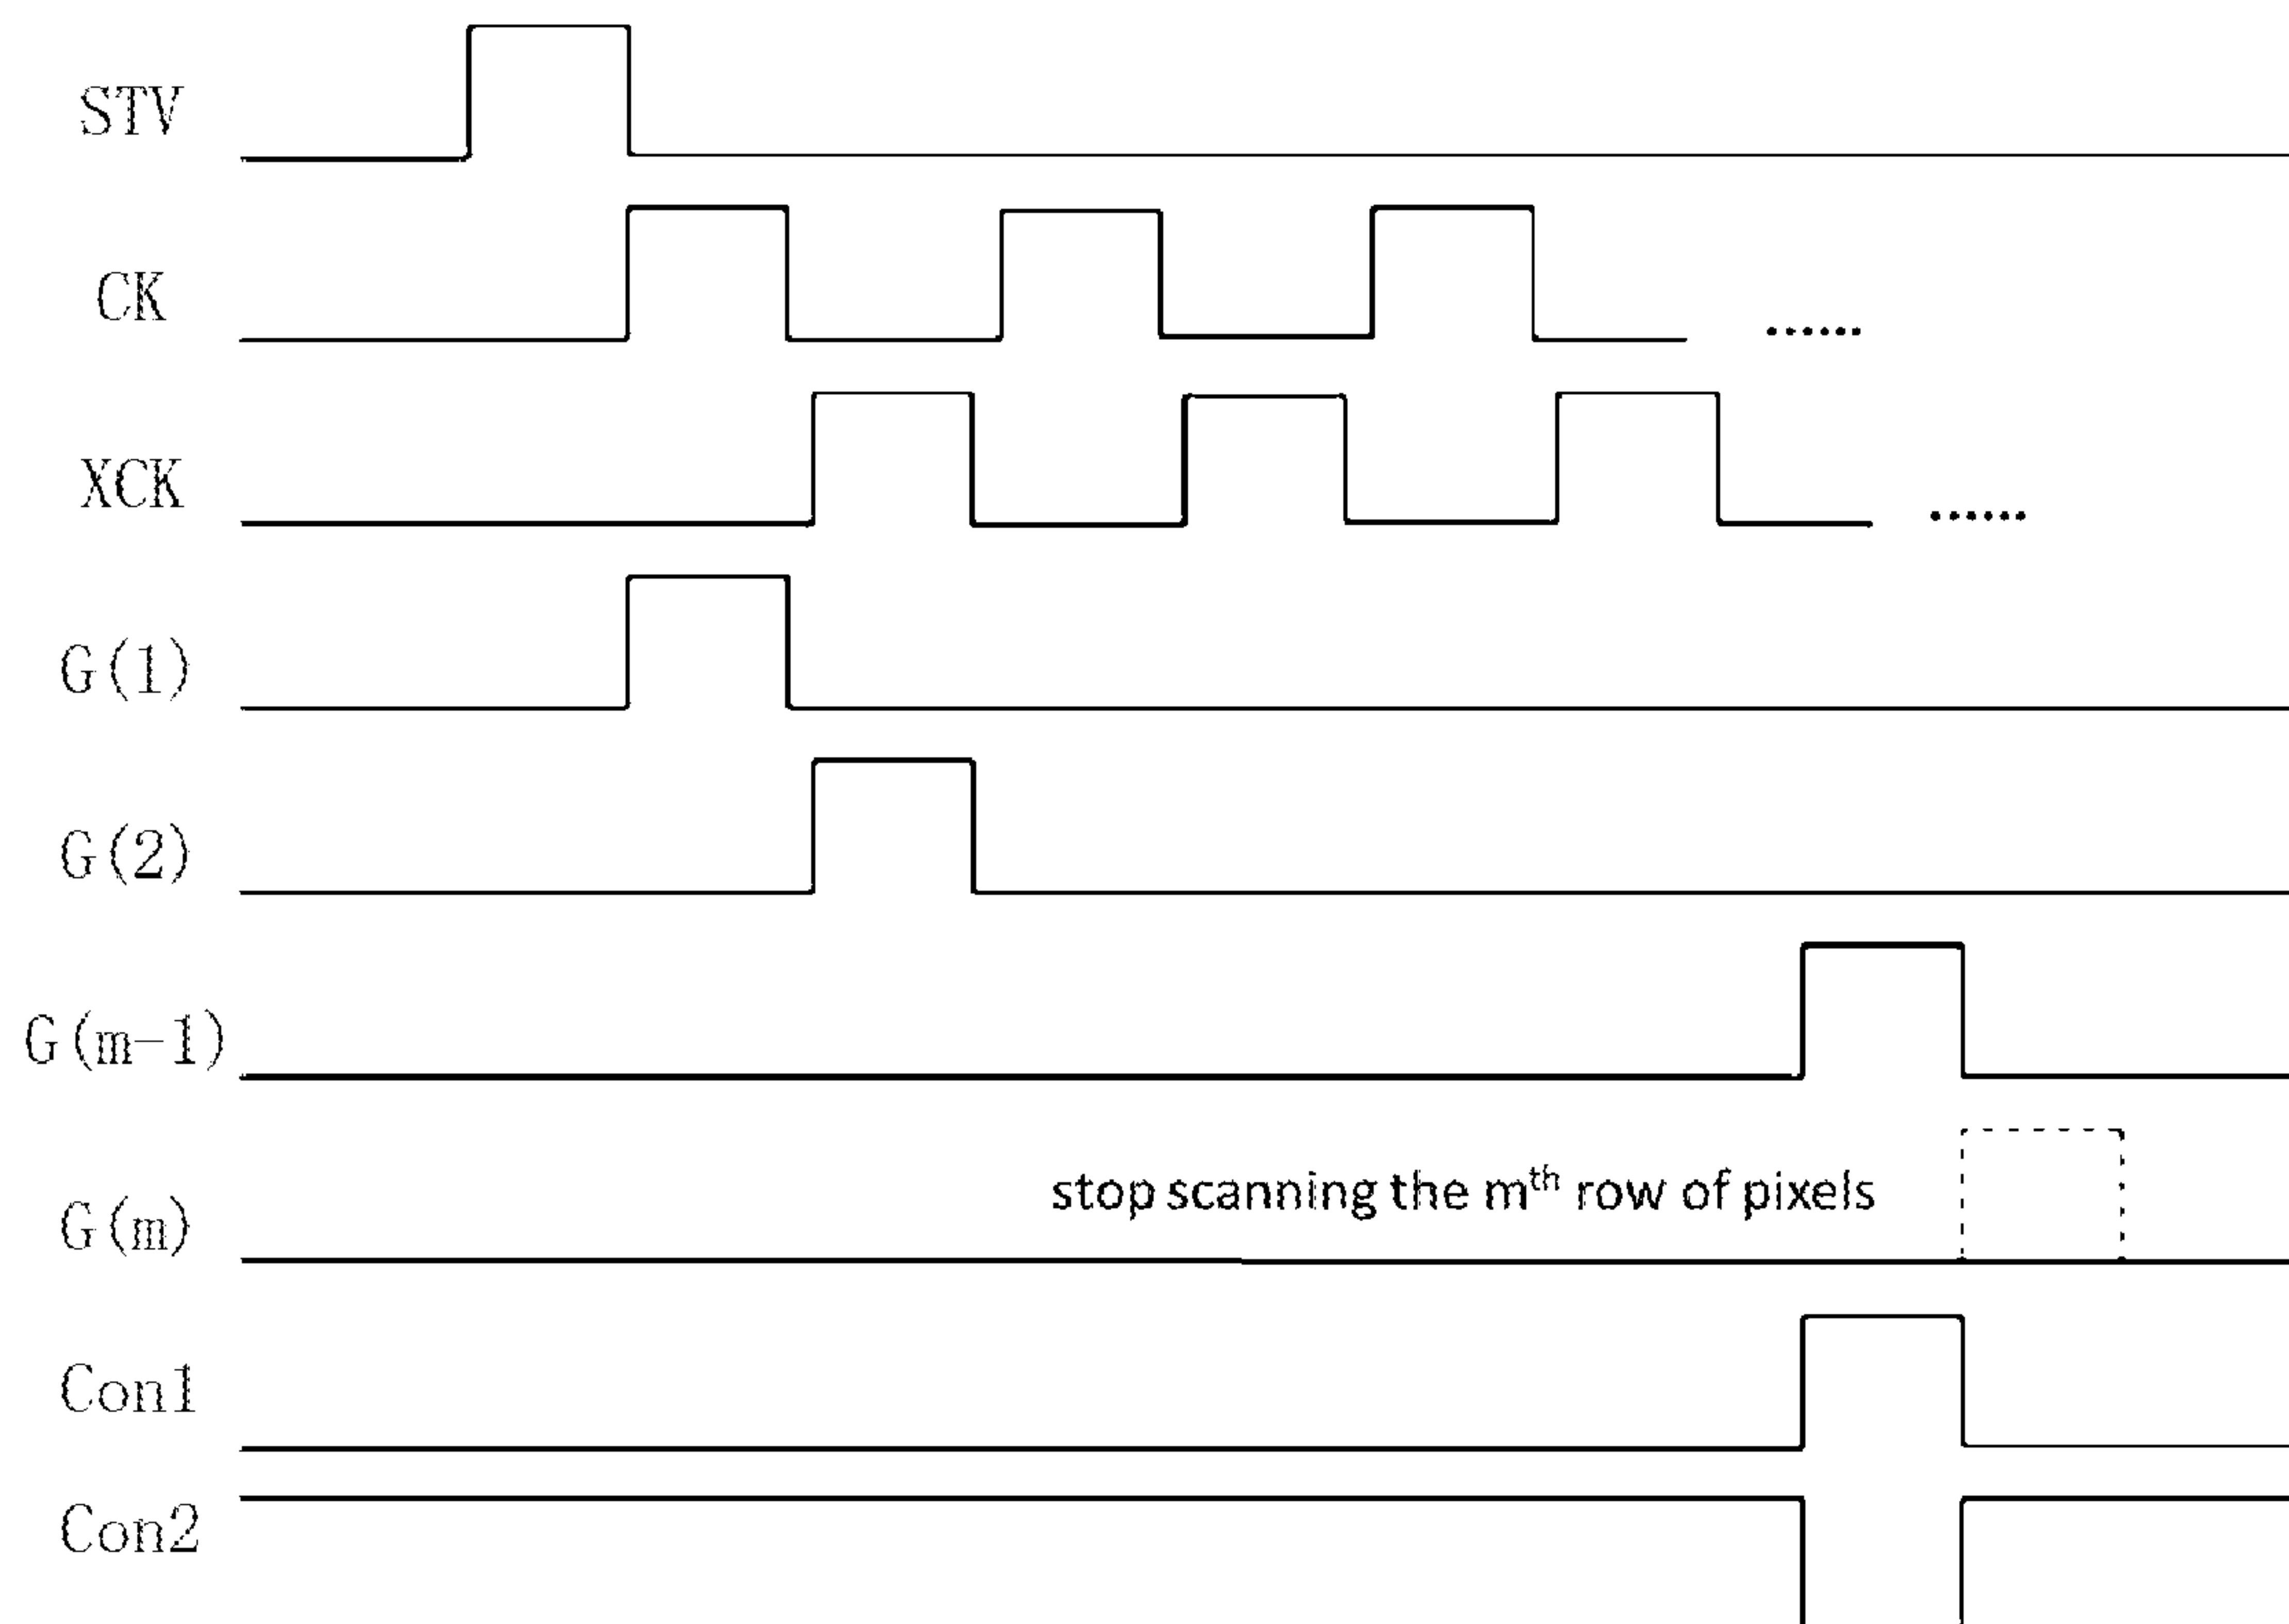 STV
CK
......
XCK
......
G(1)
G(2)
G(m-1)
stop scanning the mth row of pixels
G(m)
Con1
Con2